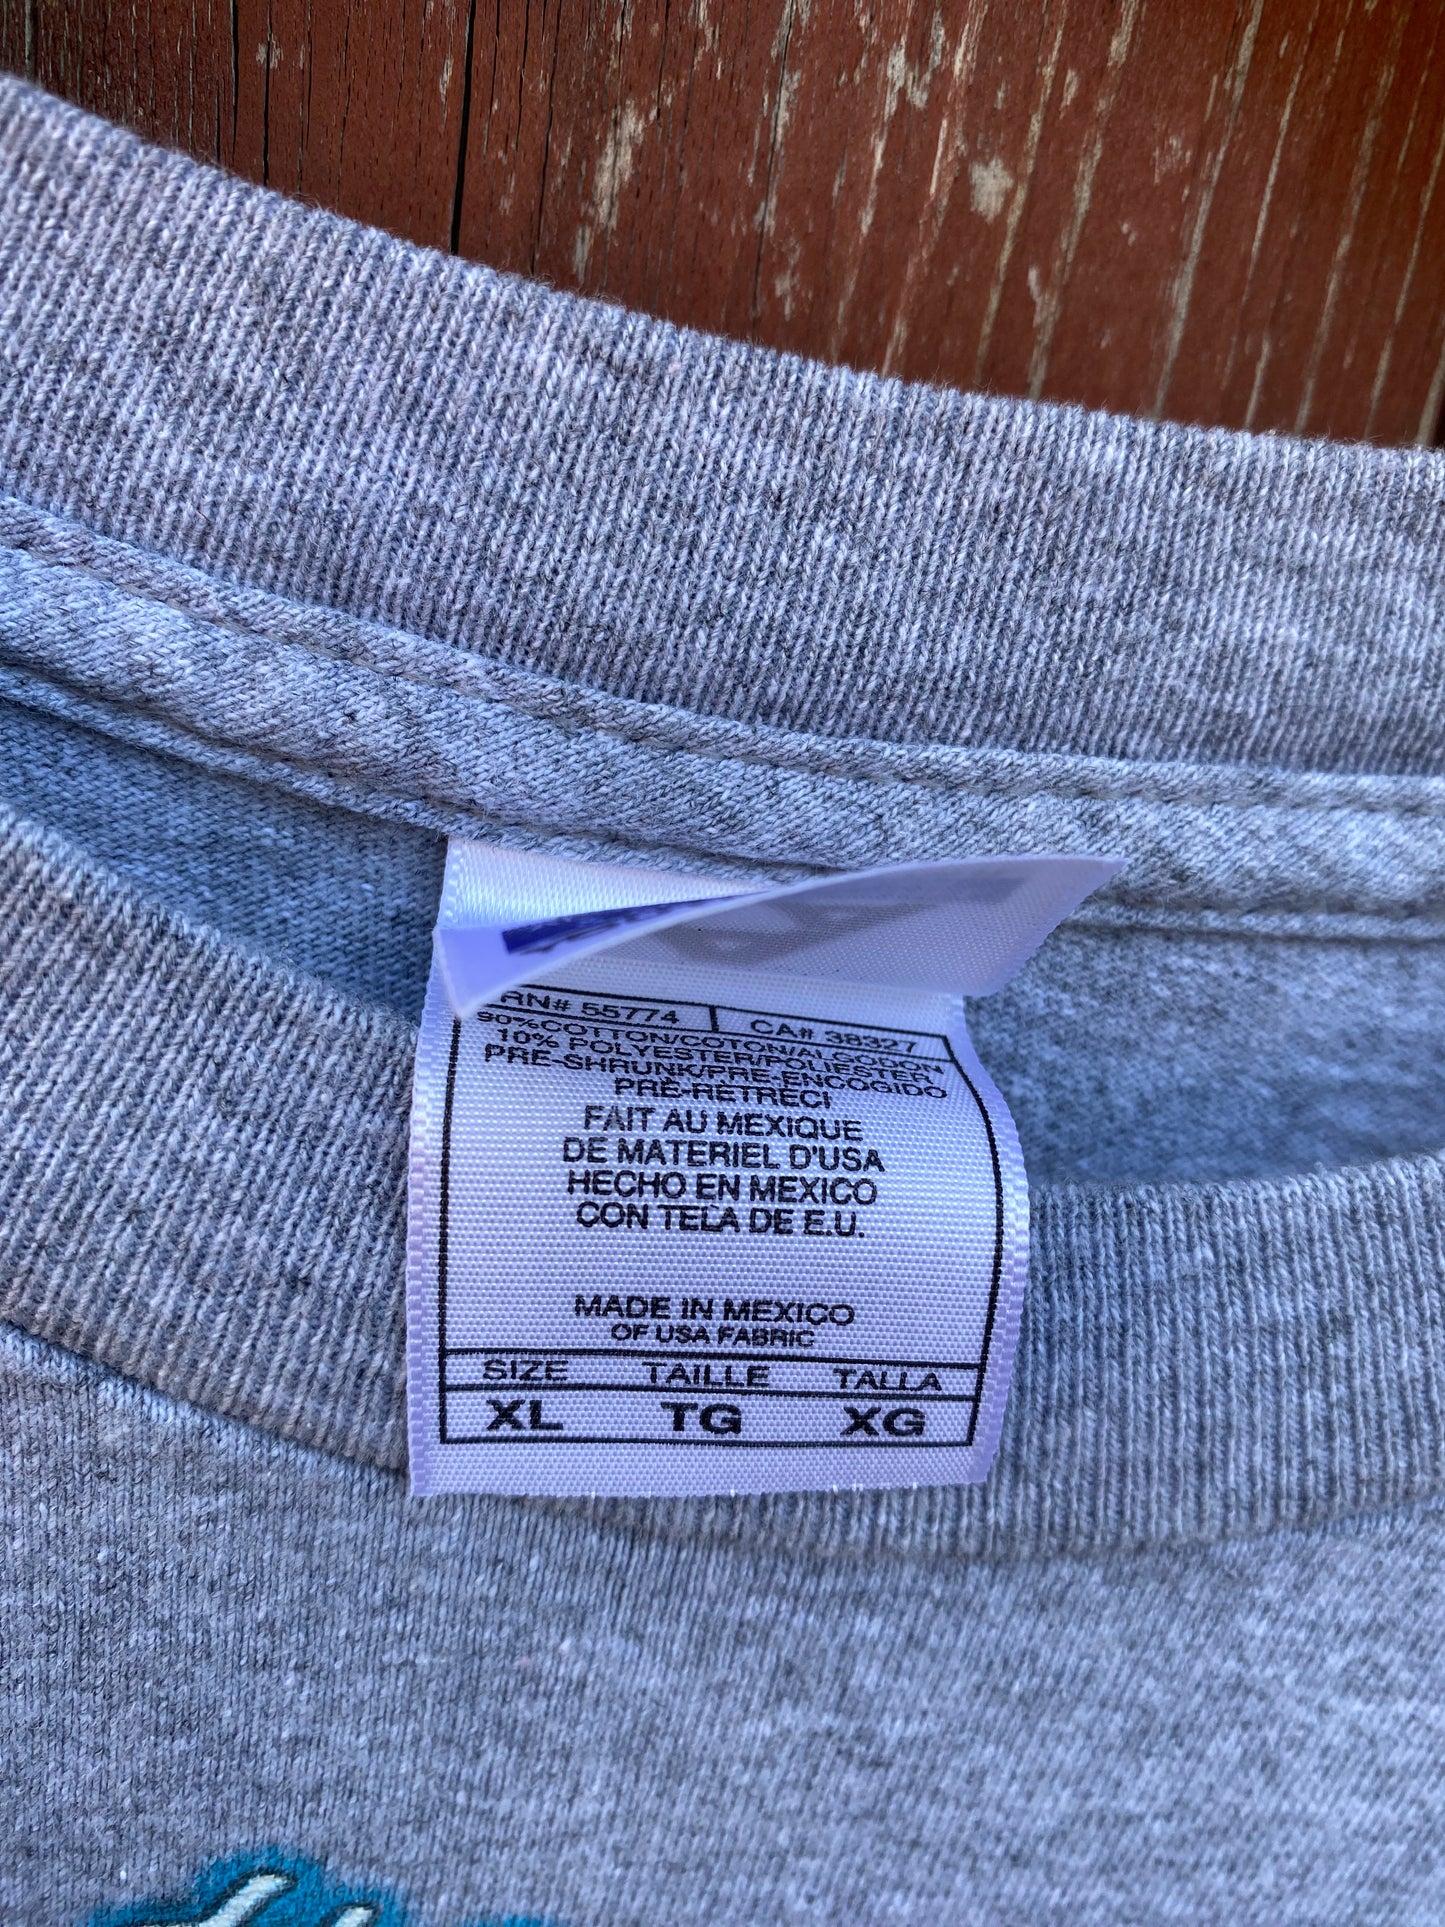 RN# 55774 CA# 38327
90% COTTON/COTON/ALGODON
10% POLYESTER/POLIESTER
PRE-SHRUNK/PRE-ENCOGIDO
PRÉ-RÉTRÉCI
FAIT AU MEXIQUE
DE MATERIEL D'USA
HECHO EN MEXICO
CON TELA DE E.U.
MADE IN MEXICO
OF USA FABRIC
SIZE TAILLE TALLA
XL TG XG